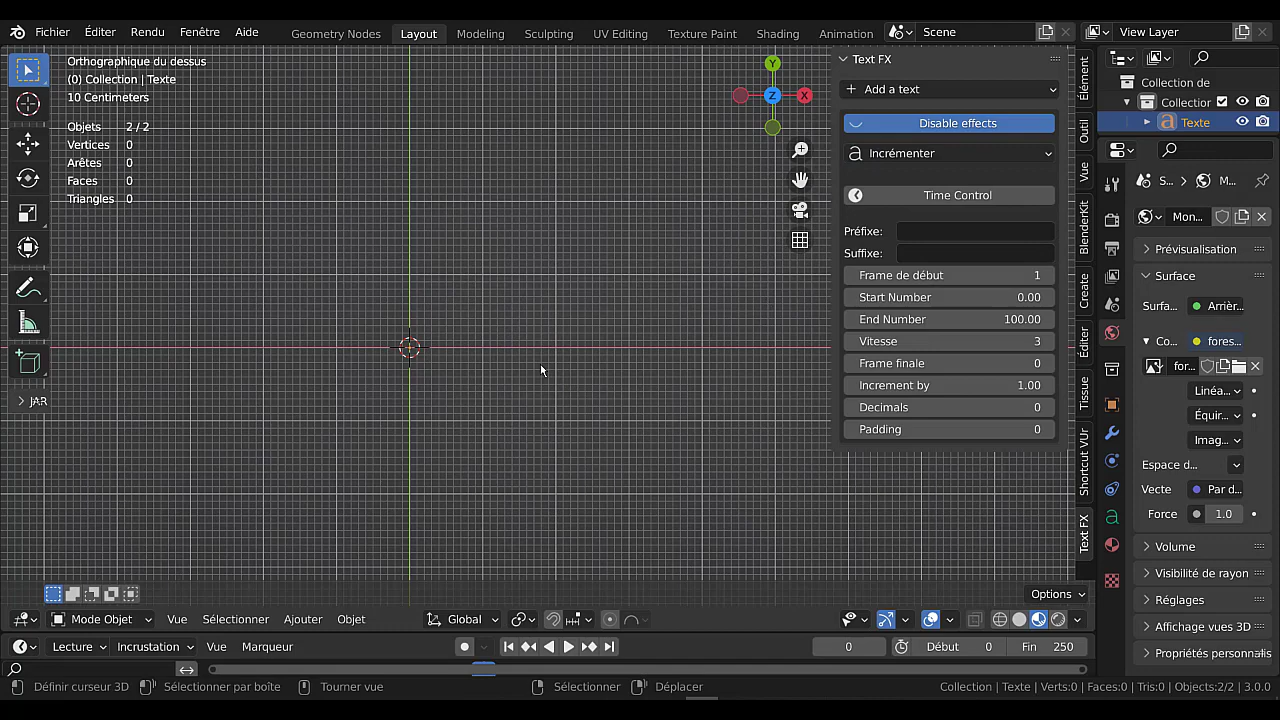 Fichier Éditer Rendu Fenêtre Aide Geometry Nodes Layout Modeling Sculpting UV Editing Texture Paint Shading Animation Scene View Layer
Orthographique du dessus
(0) Collection | Texte
10 Centimeters
Objets 2 / 2
Vertices 0
Arêtes 0
Faces 0
Triangles 0
JAR
Y
Z
X
Text FX
Add a text
Disable effects
Incrémenter
Time Control
Préfixe:
Suffixe:
Frame de début 1
Start Number 0.00
End Number 100.00
Vitesse 3
Frame finale 0
Increment by 1.00
Decimals 0
Padding 0
Élément
Outil
Vue
BlenderKit
Create
Éditer
Tissue
Shortcut VUr
Text FX
Collection de
Collection
Texte
S... M...
Mon...
Prévisualisation
Surface
Surfa... Arrièr...
Co... fores...
for...
Linéa...
Équir...
Imag...
Espace d...
Vecte Par d...
Force 1.0
Volume
Visibilité de rayon
Réglages
Affichage vues 3D
Propriétés personnalis
Options
Mode Objet Vue Sélectionner Ajouter Objet Global
Lecture Incrustation Vue Marqueur 0 Début 0 Fin 250
Définir curseur 3D Sélectionner par boîte Tourner vue Sélectionner Déplacer Collection | Texte | Verts:0 | Faces:0 | Tris:0 | Objects:2/2 | 3.0.0